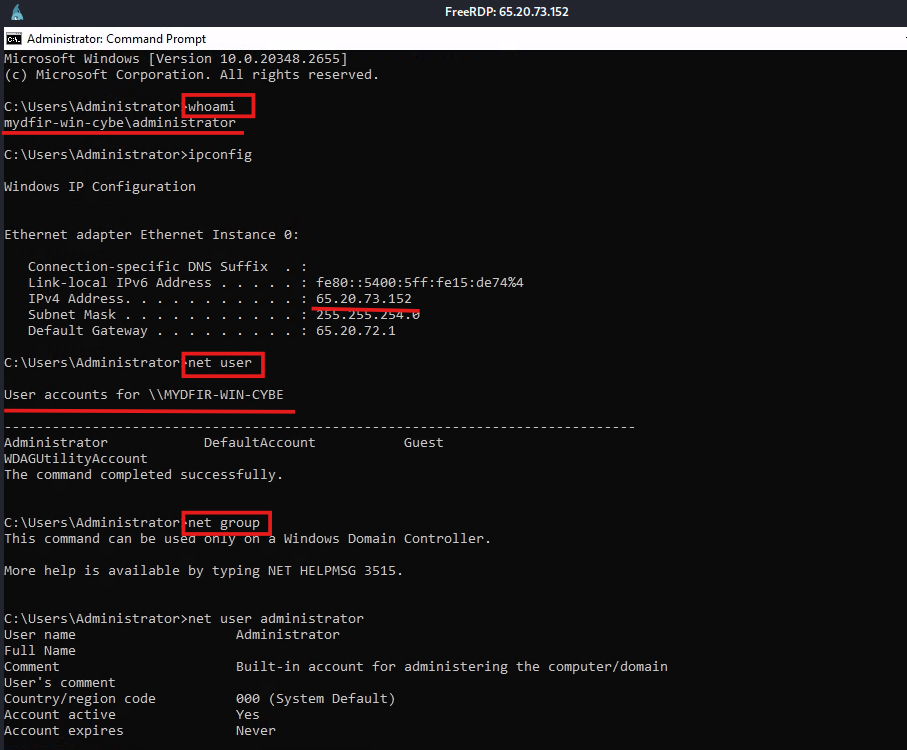 FreeRDP: 65.20.73.152
Administrator: Command Prompt
Microsoft Windows [Version 10.0.20348.2655]
(c) Microsoft Corporation. All rights reserved.
C:\Users\Administrator>whoami
mydfir-win-cybe\administrator
C:\Users\Administrator>ipconfig
Windows IP Configuration
Ethernet adapter Ethernet Instance 0:
Connection-specific DNS Suffix  . :
Link-local IPv6 Address . . . . . : fe80::5400:5ff:fe15:de74%4
IPv4 Address. . . . . . . . . . . : 65.20.73.152
Subnet Mask . . . . . . . . . . . : 255.255.254.0
Default Gateway . . . . . . . . . : 65.20.72.1
C:\Users\Administrator>net user
User accounts for \\MYDFIR-WIN-CYBE
-------------------------------------------------------------------------------
Administrator            DefaultAccount           Guest
WDAGUtilityAccount
The command completed successfully.
C:\Users\Administrator>net group
This command can be used only on a Windows Domain Controller.
More help is available by typing NET HELPMSG 3515.
C:\Users\Administrator>net user administrator
User name                    Administrator
Full Name
Comment                      Built-in account for administering the computer/domain
User's comment
Country/region code          000 (System Default)
Account active               Yes
Account expires              Never